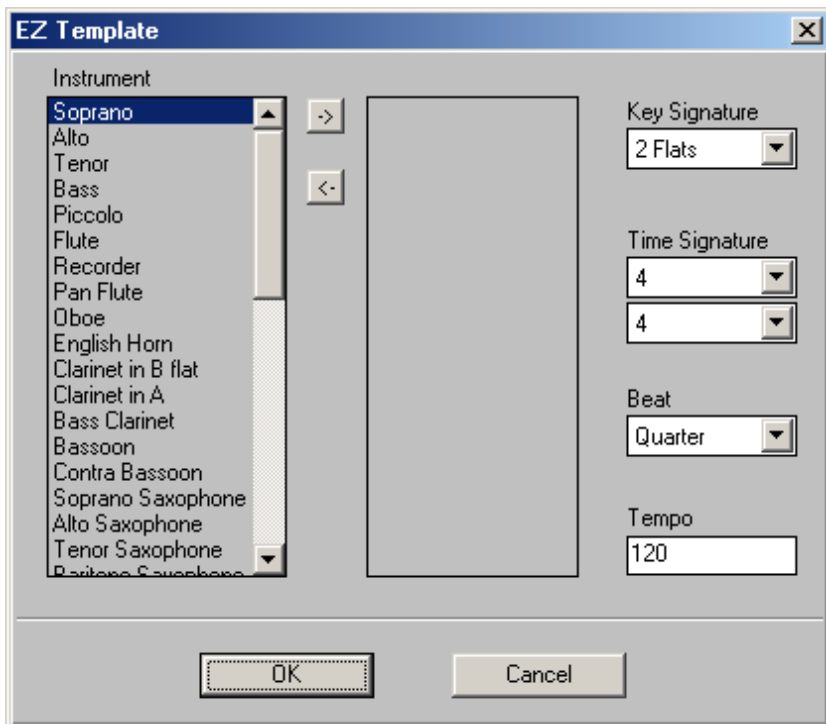 EZ Template
Instrument
Soprano
Alto
Tenor
Bass
Piccolo
Flute
Recorder
Pan Flute
Oboe
English Horn
Clarinet in B flat
Clarinet in A
Bass Clarinet
Bassoon
Contra Bassoon
Soprano Saxophone
Alto Saxophone
Tenor Saxophone
Baritone Saxophone
->
<-
Key Signature
2 Flats
Time Signature
4
4
Beat
Quarter
Tempo
120
OK
Cancel